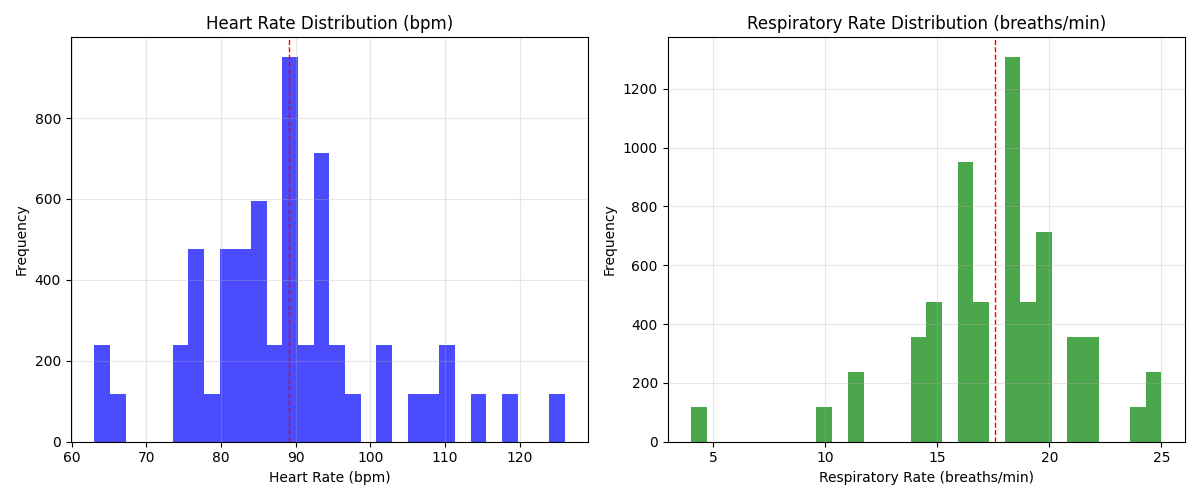 Heart Rate Distribution (bpm)
Frequency
800
600
400
200
0
60 70 80 90 100 110 120
Heart Rate (bpm)
Respiratory Rate Distribution (breaths/min)
Frequency
1200
1000
800
600
400
200
0
5 10 15 20 25
Respiratory Rate (breaths/min)